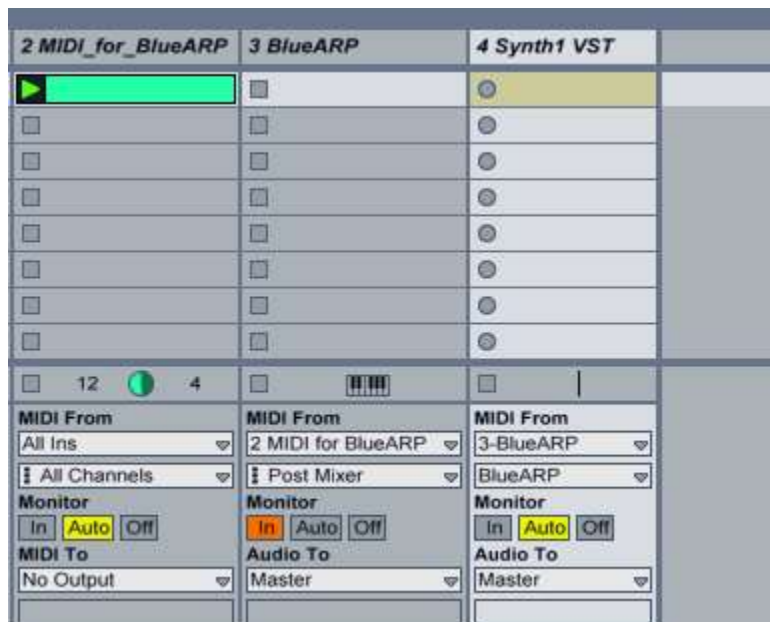 2 MIDI_for_BlueARP 3 BlueARP 4 Synth1 VST
12 4
MIDI From MIDI From MIDI From
All Ins 2 MIDI for BlueARP 3-BlueARP
All Channels Post Mixer BlueARP
Monitor Monitor Monitor
In Auto Off In Auto Off In Auto Off
MIDI To Audio To Audio To
No Output Master Master